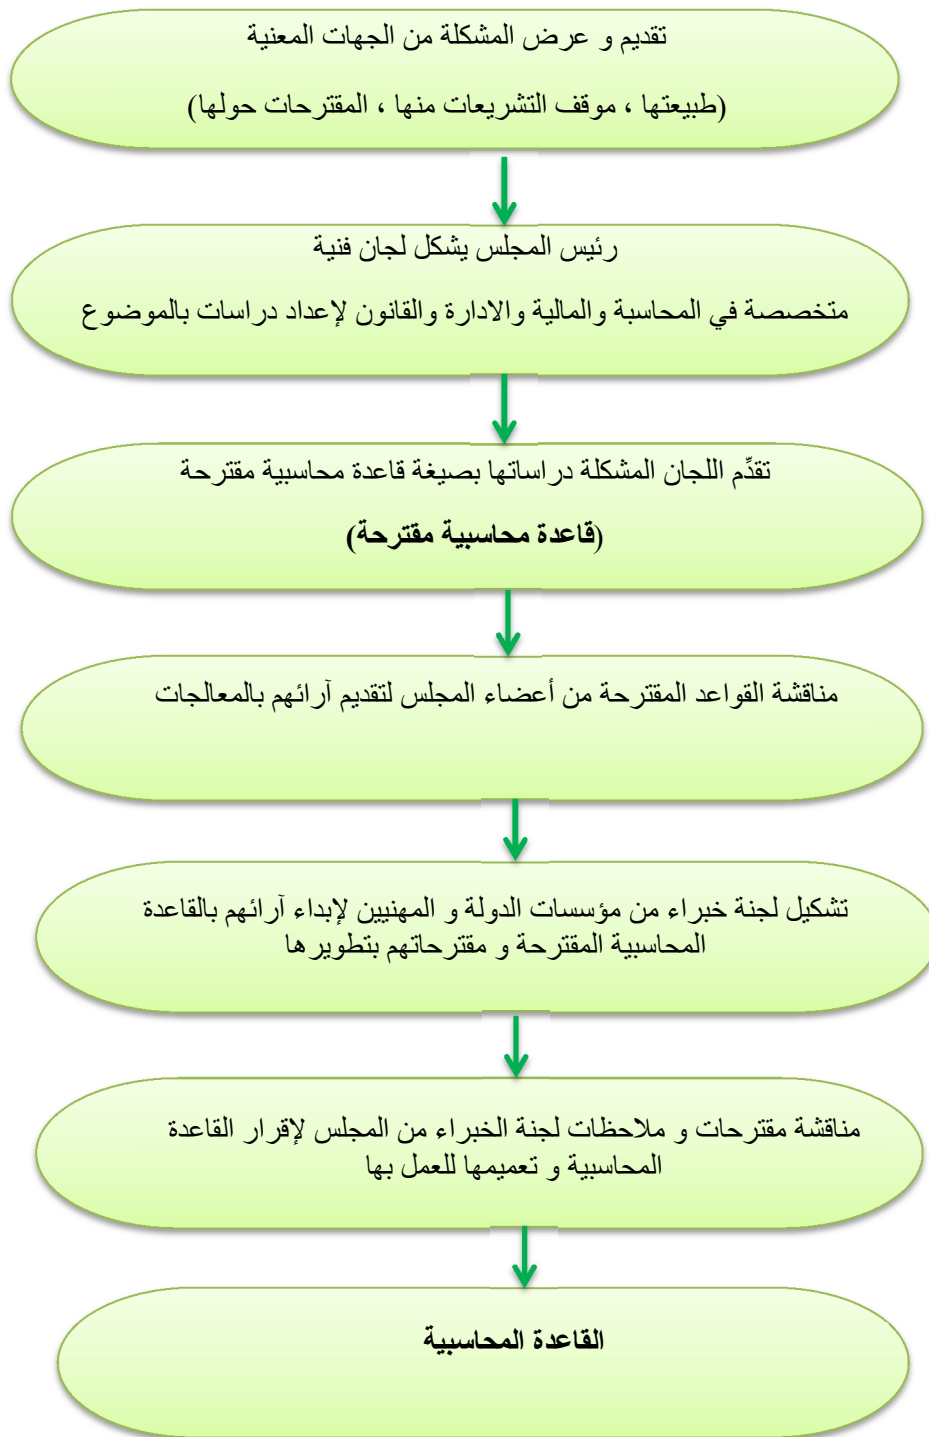 تقديم و عرض المشكلة من الجهات المعنية
(طبيعتها ، موقف التشريعات منها ، المقترحات حولها)
رئيس المجلس يشكل لجان فنية
متخصصة في المحاسبة والمالية والادارة والقانون لإعداد دراسات بالموضوع
تقدِّم اللجان المشكلة دراساتها بصيغة قاعدة محاسبية مقترحة
(قاعدة محاسبية مقترحة)
مناقشة القواعد المقترحة من أعضاء المجلس لتقديم آرائهم بالمعالجات
تشكيل لجنة خبراء من مؤسسات الدولة و المهنيين لإبداء آرائهم بالقاعدة
المحاسبية المقترحة و مقترحاتهم بتطويرها
مناقشة مقترحات و ملاحظات لجنة الخبراء من المجلس لإقرار القاعدة
المحاسبية و تعميمها للعمل بها
القاعدة المحاسبية